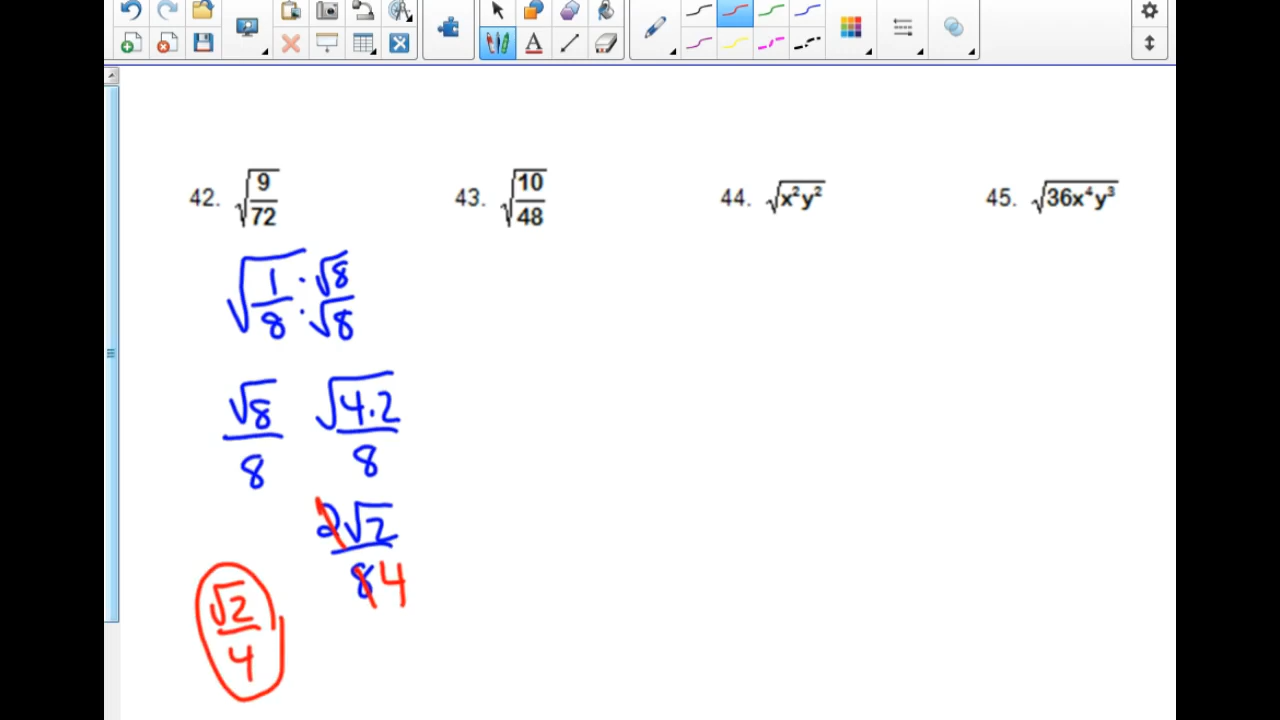 42. √(9/72)
43. √(10/48)
44. √(x²y²)
45. √(36x⁴y³)
√(1/8) · √8/√8
√8/8
√(4·2)/8
2√2/8 4
√2/4